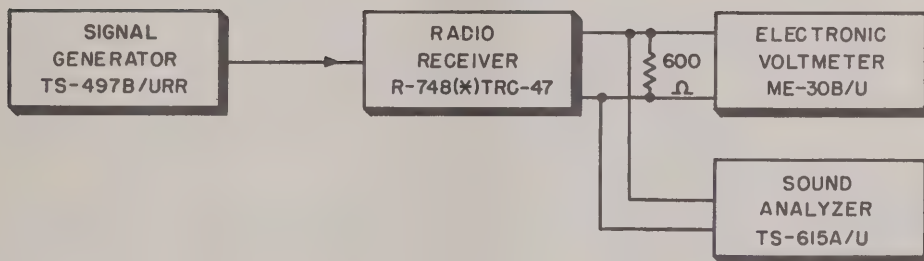 SIGNAL
GENERATOR
TS-497B/URR
RADIO
RECEIVER
R-748(*)TRC-47
600
Ω
ELECTRONIC
VOLTMETER
ME-30B/U
SOUND
ANALYZER
TS-615A/U